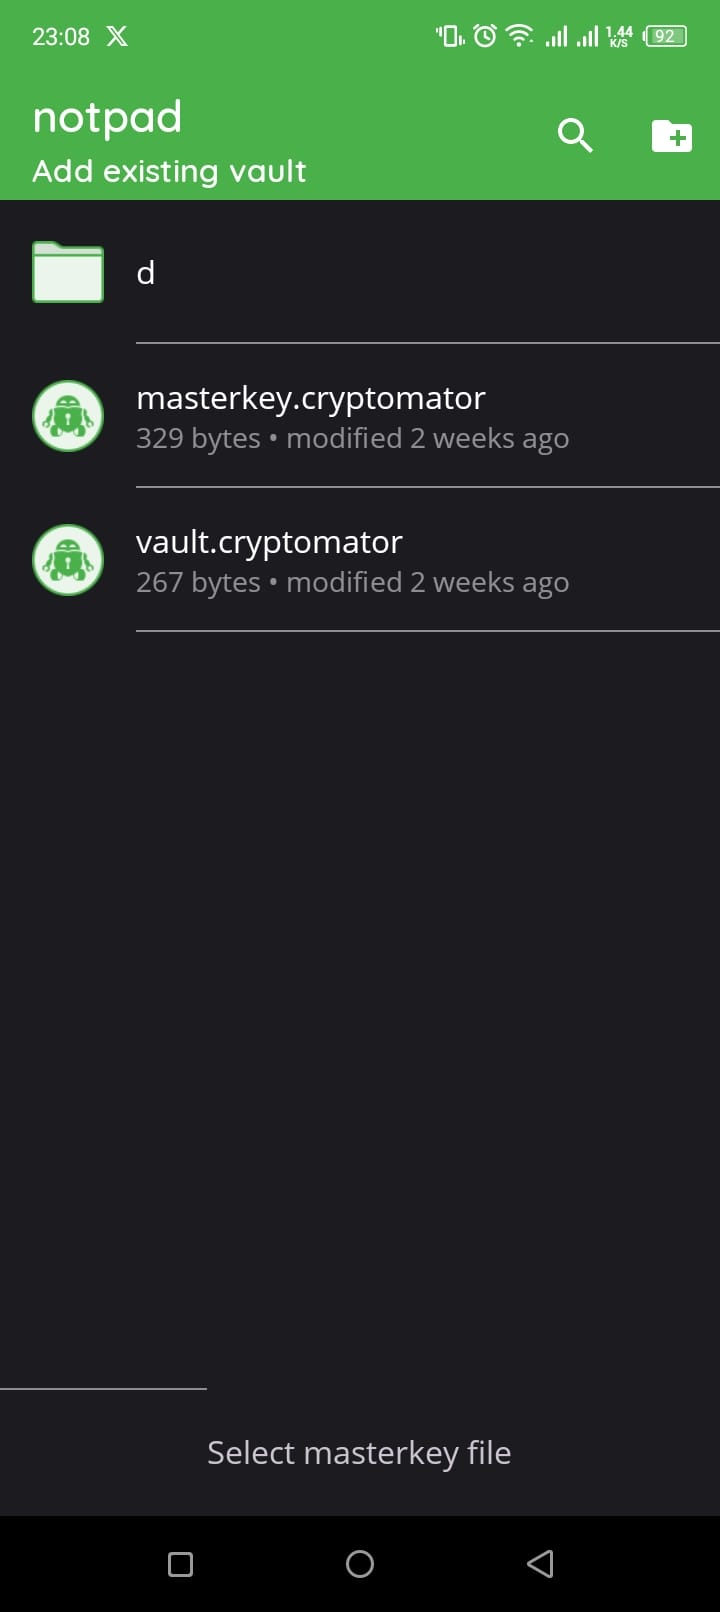 23:08
1.44
K/S
92
notpad
Add existing vault
d
masterkey.cryptomator
329 bytes • modified 2 weeks ago
vault.cryptomator
267 bytes • modified 2 weeks ago
Select masterkey file